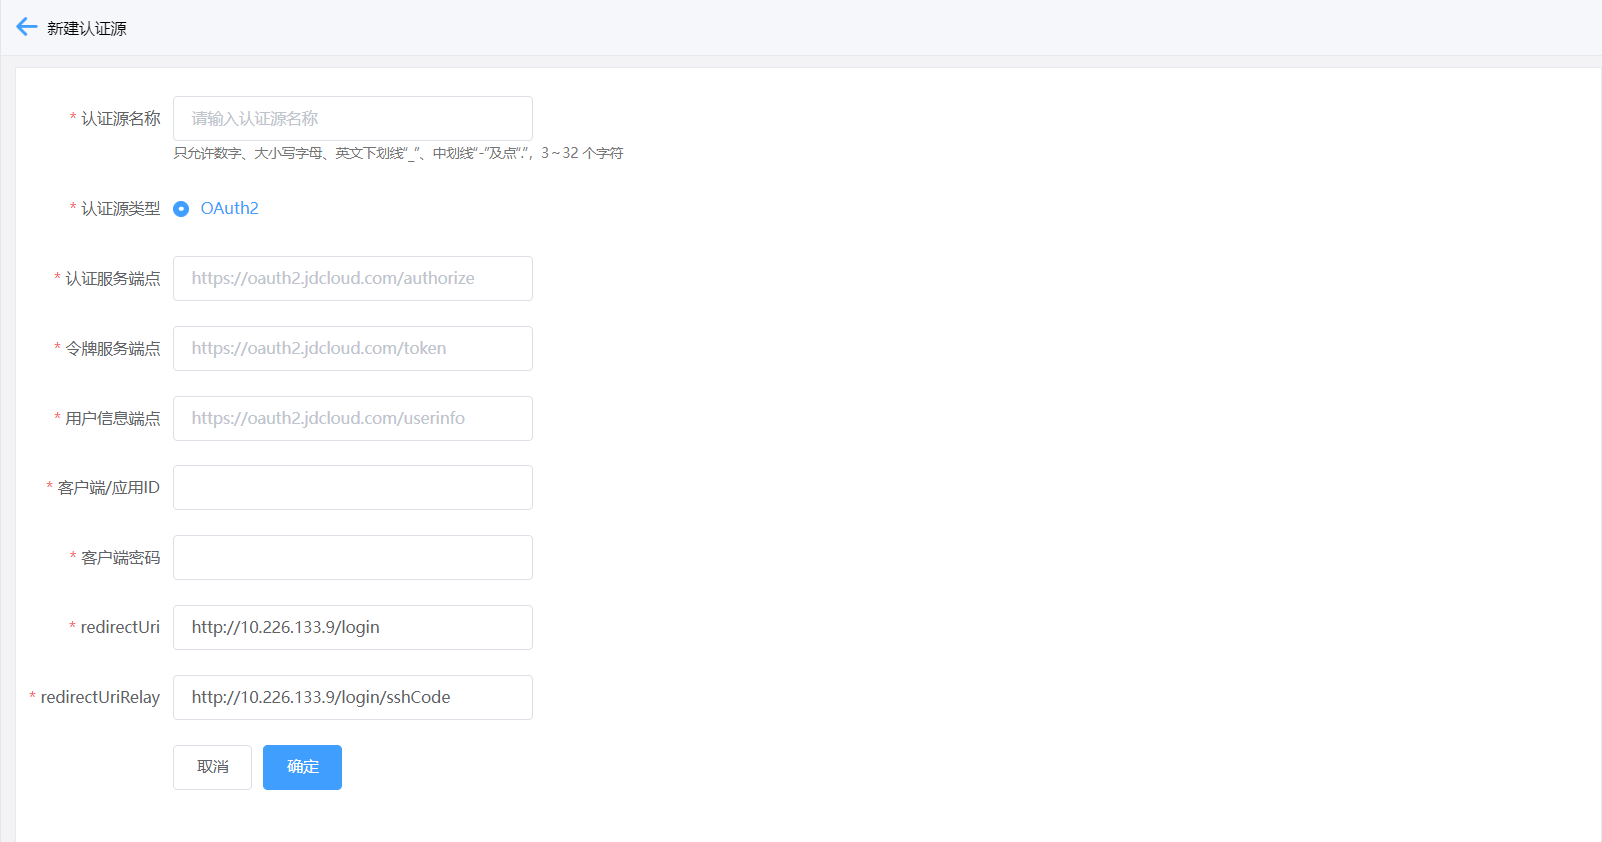 新建认证源
* 认证源名称 请输入认证源名称
只允许数字、大小写字母、英文下划线“_”、中划线“-”及点“.”，3～32 个字符
* 认证源类型 OAuth2
* 认证服务端点 https://oauth2.jdcloud.com/authorize
* 令牌服务端点 https://oauth2.jdcloud.com/token
* 用户信息端点 https://oauth2.jdcloud.com/userinfo
* 客户端/应用ID
* 客户端密码
* redirectUri http://10.226.133.9/login
* redirectUriRelay http://10.226.133.9/login/sshCode
取消 确定